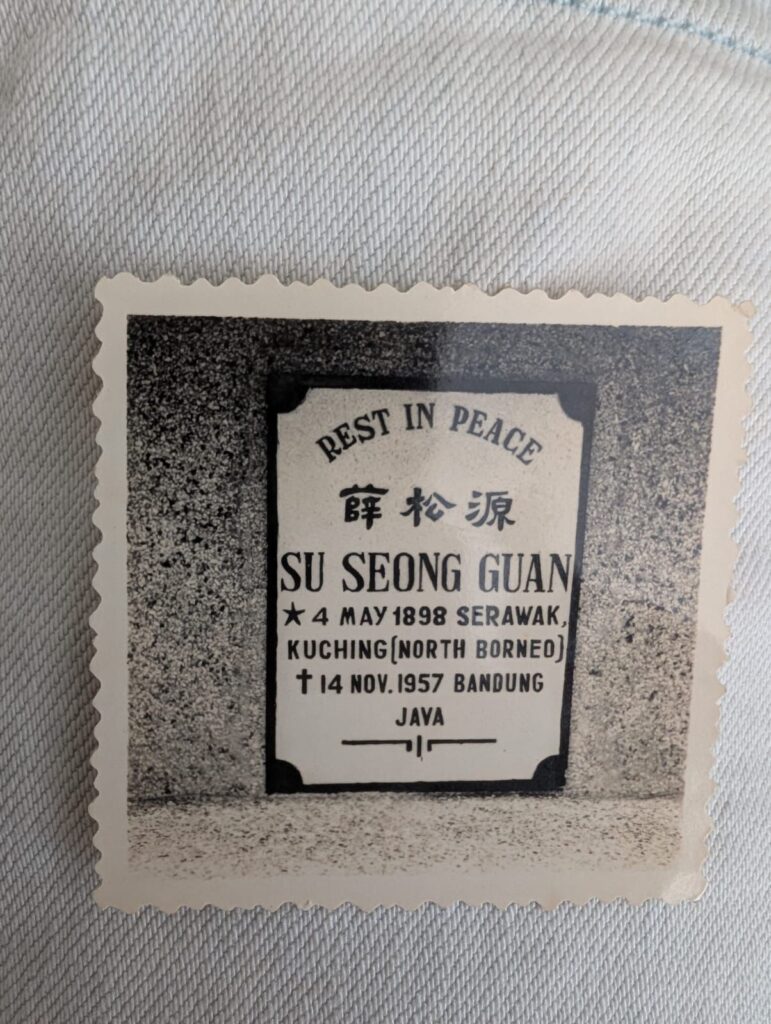 REST IN PEACE
薛松源
SU SEONG GUAN
★ 4 MAY 1898 SERAWAK,
KUCHING(NORTH BORNEO)
✝ 14 NOV. 1957 BANDUNG
JAVA